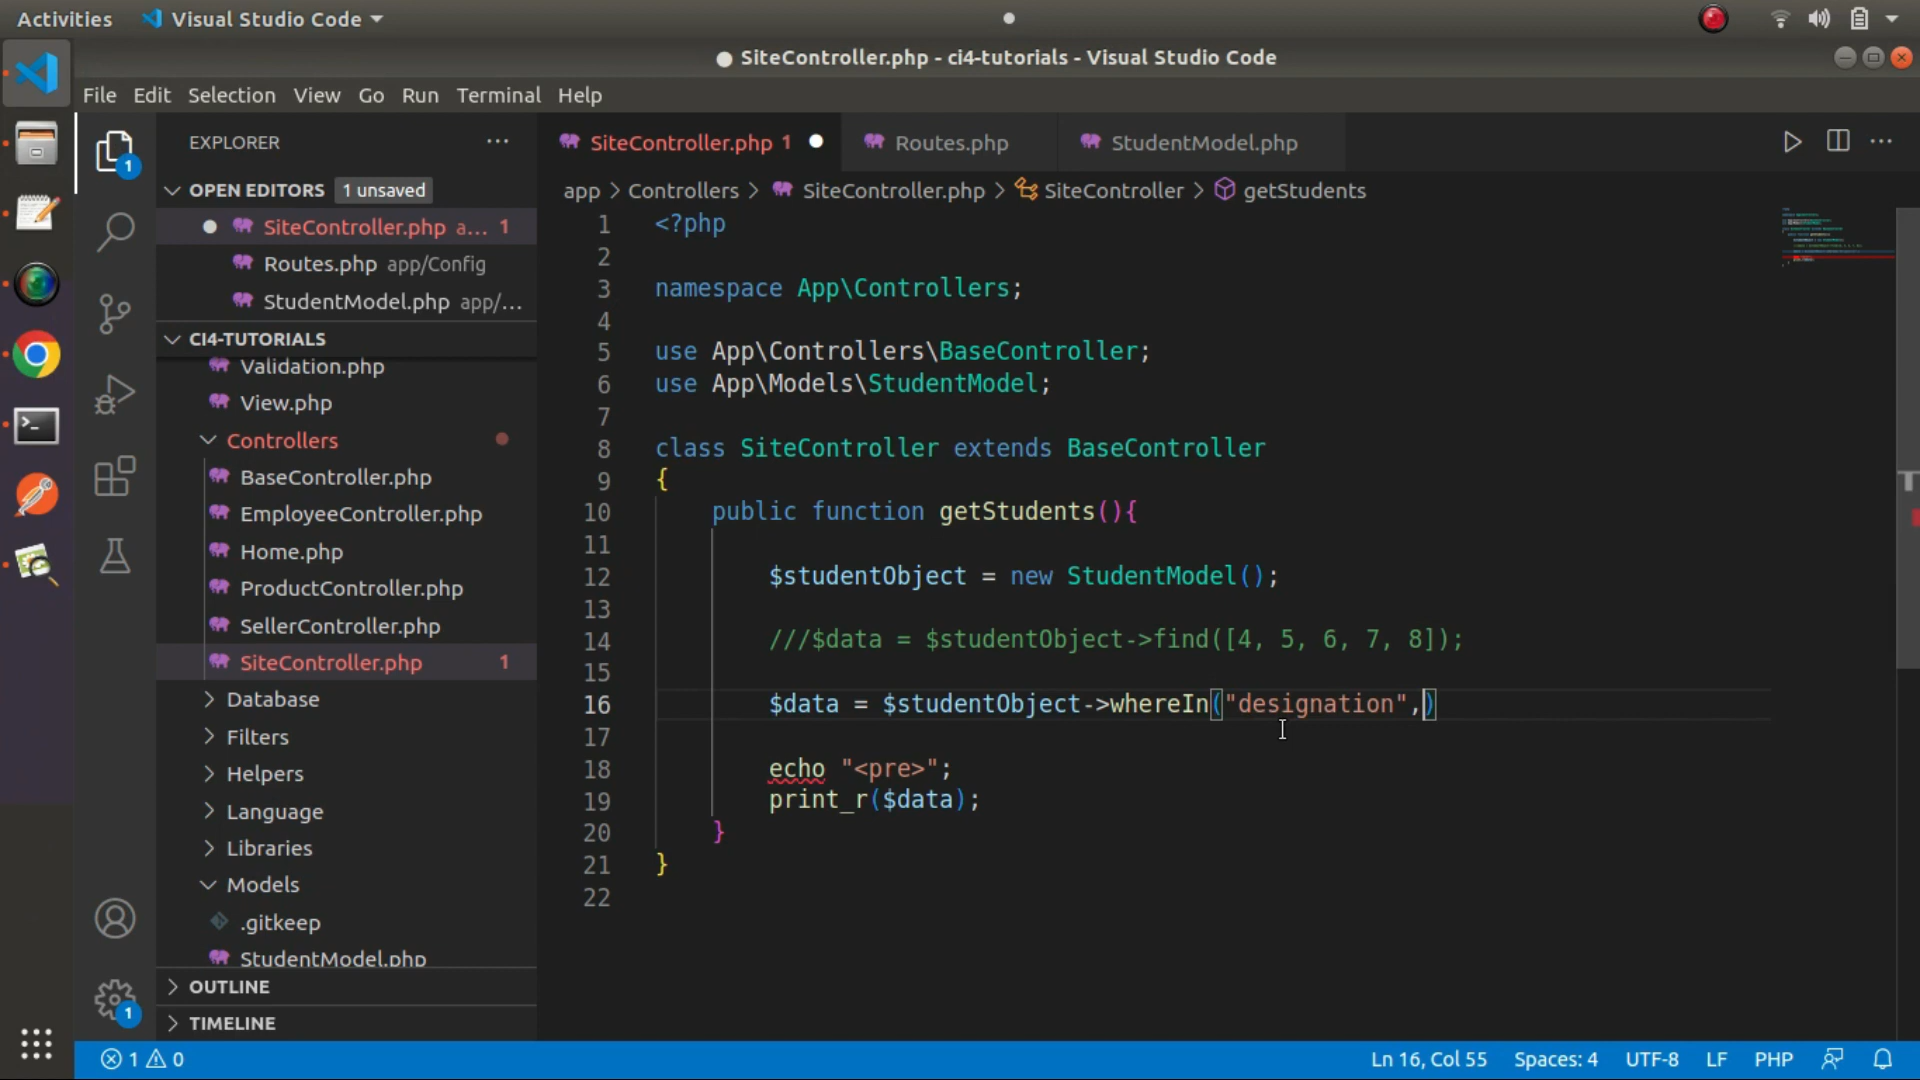 Activities Visual Studio Code
SiteController.php - ci4-tutorials - Visual Studio Code
File Edit Selection View Go Run Terminal Help
1
EXPLORER
OPEN EDITORS 1 unsaved
SiteController.php a... 1
Routes.php app/Config
StudentModel.php app/...
CI4-TUTORIALS
Validation.php
View.php
Controllers
BaseController.php
EmployeeController.php
Home.php
ProductController.php
SellerController.php
SiteController.php 1
Database
Filters
Helpers
Language
Libraries
Models
.gitkeep
StudentModel.php
OUTLINE
TIMELINE
1
SiteController.php 1 Routes.php StudentModel.php
app > Controllers > SiteController.php > SiteController > getStudents
1 <?php
2
3 namespace App\Controllers;
4
5 use App\Controllers\BaseController;
6 use App\Models\StudentModel;
7
8 class SiteController extends BaseController
9 {
10 public function getStudents(){
11
12 $studentObject = new StudentModel();
13
14 ///$data = $studentObject->find([4, 5, 6, 7, 8]);
15
16 $data = $studentObject->whereIn("designation",)
17
18 echo "<pre>";
19 print_r($data);
20 }
21 }
22
1 0 Ln 16, Col 55 Spaces: 4 UTF-8 LF PHP